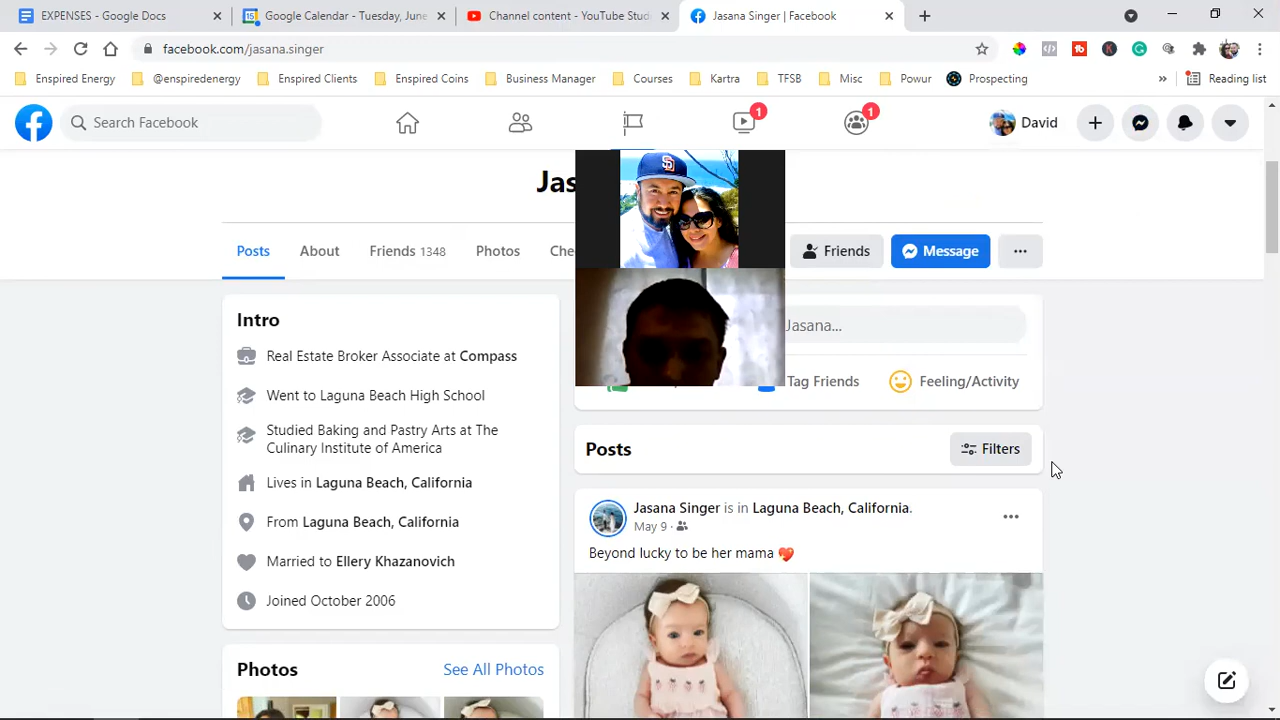 EXPENSES - Google Docs
Google Calendar - Tuesday, June
Channel content - YouTube Stud
Jasana Singer | Facebook
facebook.com/jasana.singer
Enspired Energy
@enspiredenergy
Enspired Clients
Enspired Coins
Business Manager
Courses
Kartra
TFSB
Misc
Powur
Prospecting
»
Reading list
Search Facebook
1
1
David
Jas
Posts
About
Friends 1348
Photos
Che
Friends
Message
Intro
Real Estate Broker Associate at Compass
Went to Laguna Beach High School
Studied Baking and Pastry Arts at The
Culinary Institute of America
Lives in Laguna Beach, California
From Laguna Beach, California
Married to Ellery Khazanovich
Joined October 2006
Photos
See All Photos
Jasana...
Tag Friends
Feeling/Activity
Posts
Filters
Jasana Singer is in Laguna Beach, California.
May 9 ·
Beyond lucky to be her mama 💖